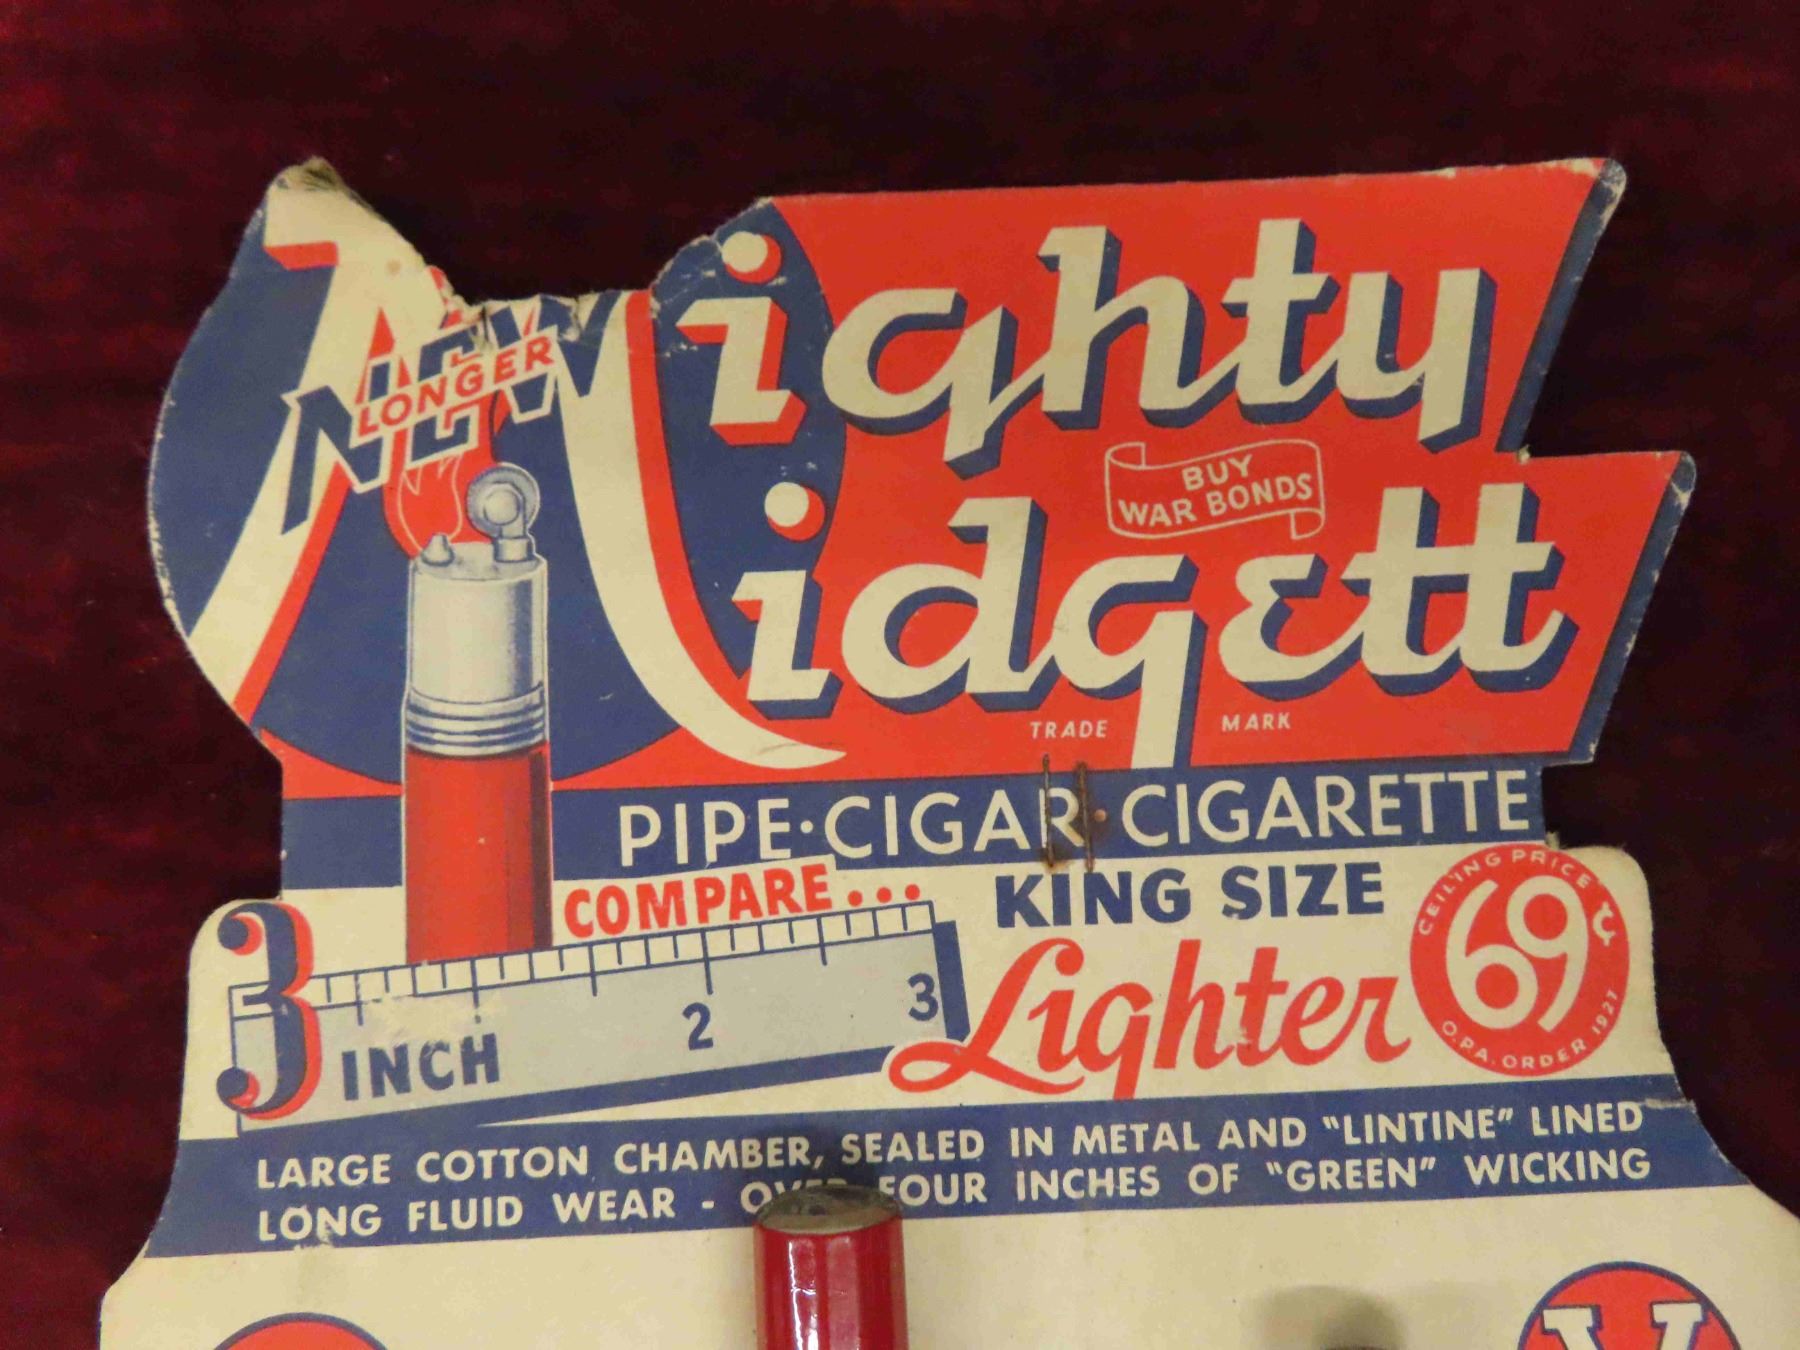 NEW
LONGER
Mighty
BUY
WAR BONDS
Midgett
TRADE MARK
PIPE·CIGAR·CIGARETTE
COMPARE...
KING SIZE
Lighter
CEILING PRICE
69¢
O.P.A. ORDER 1927
3 INCH
2
3
LARGE COTTON CHAMBER, SEALED IN METAL AND "LINTINE" LINED
LONG FLUID WEAR - OVER FOUR INCHES OF "GREEN" WICKING
V